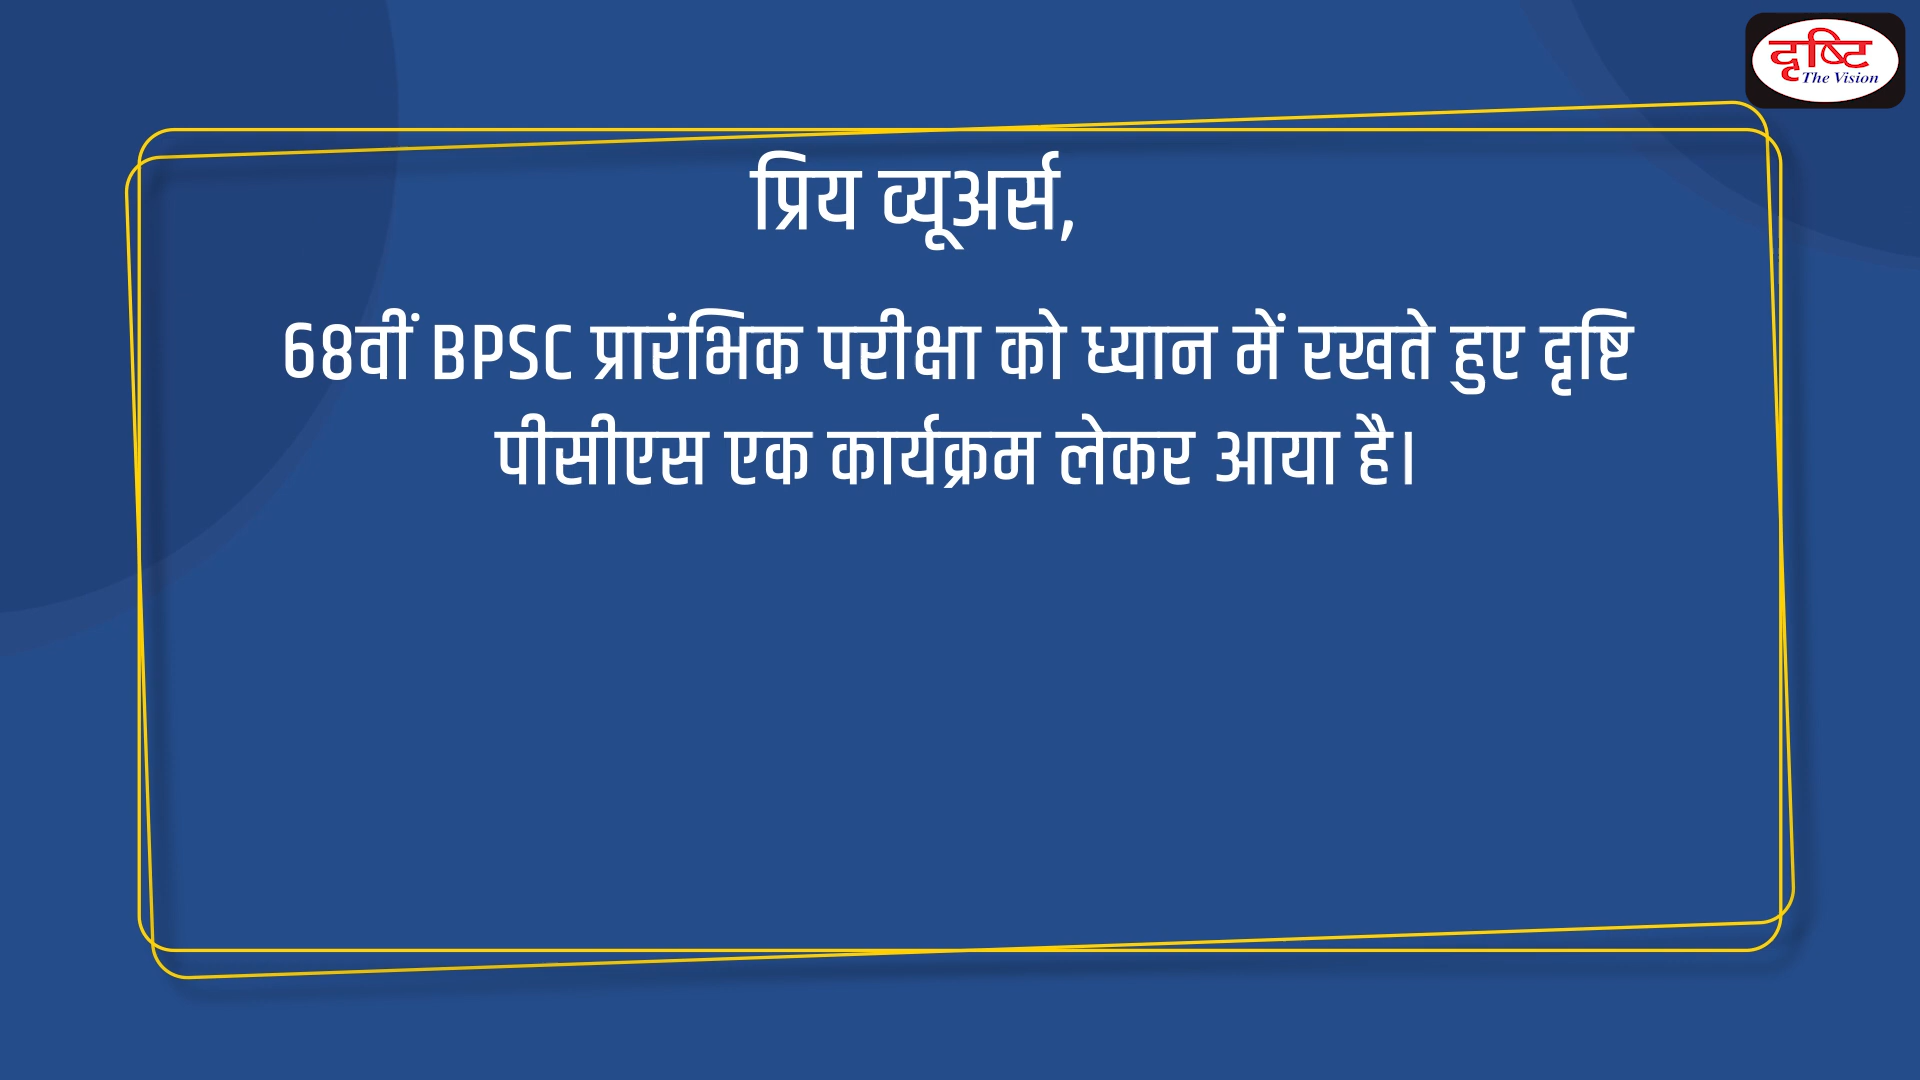 दृष्टि
The Vision
प्रिय व्यूअर्स,
68वीं BPSC प्रारंभिक परीक्षा को ध्यान में रखते हुए दृष्टि
पीसीएस एक कार्यक्रम लेकर आया है।